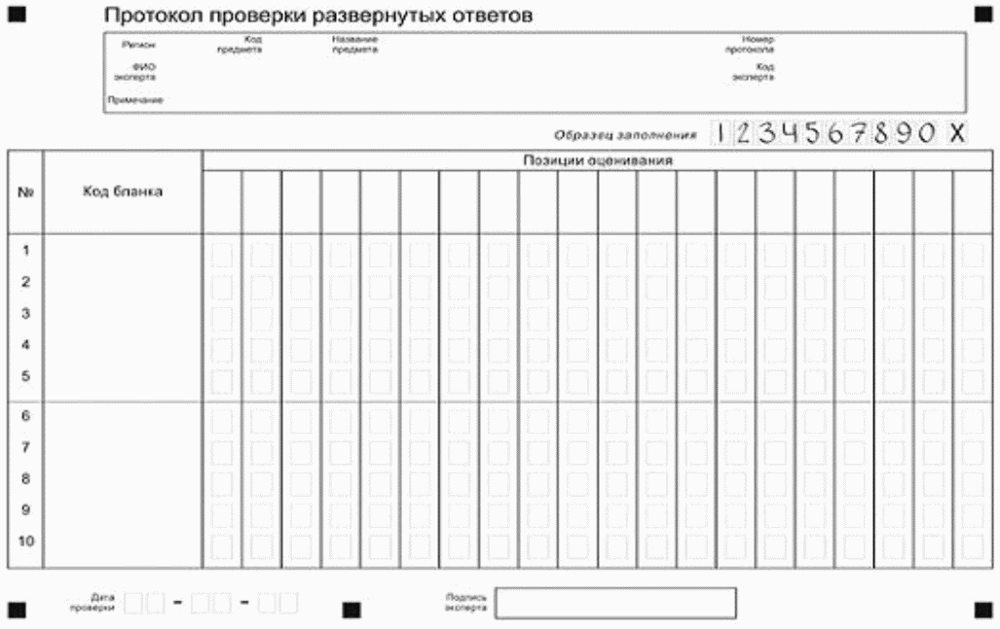 Протокол проверки развернутых ответов
Регион Код предмета Название предмета Номер протокола
ФИО эксперта Код эксперта
Примечание
Образец заполнения 1 2 3 4 5 6 7 8 9 0 X
№ Код бланка Позиции оценивания
1
2
3
4
5
6
7
8
9
10
Дата проверки - - Подпись эксперта